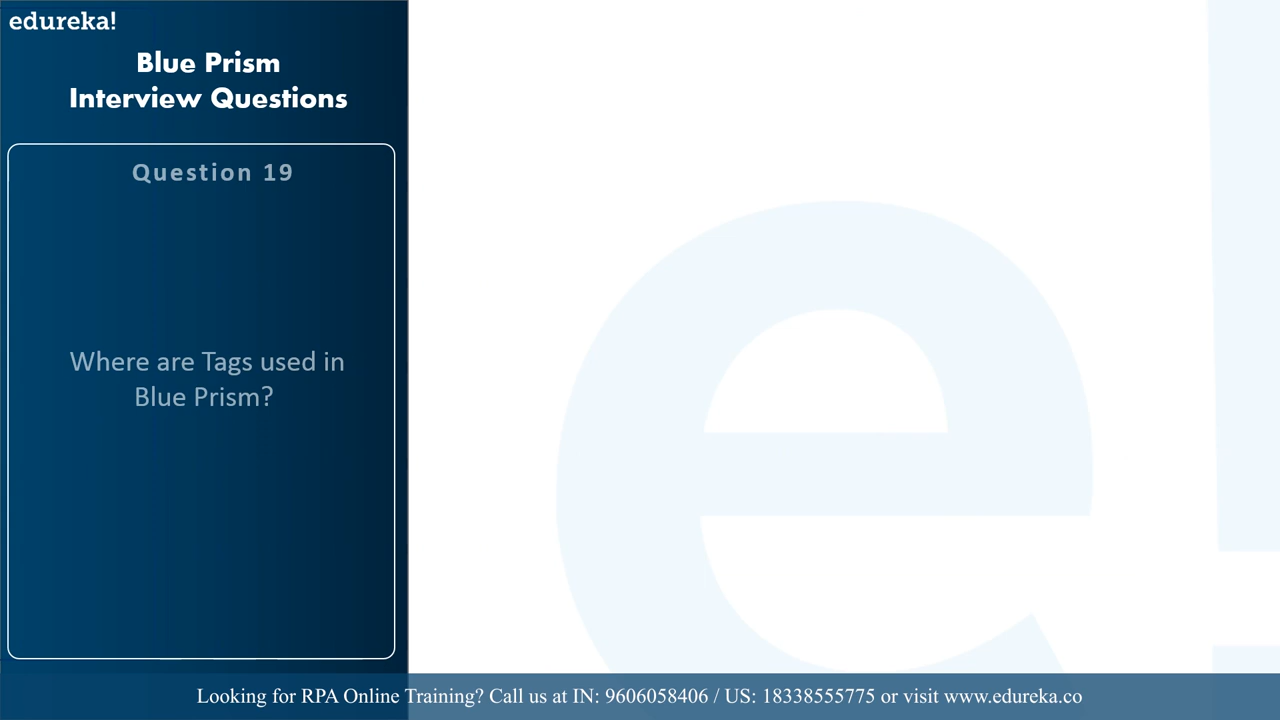 edureka!
Blue Prism
Interview Questions
Question 19
Where are Tags used in
Blue Prism?
Looking for RPA Online Training? Call us at IN: 9606058406 / US: 18338555775 or visit www.edureka.co